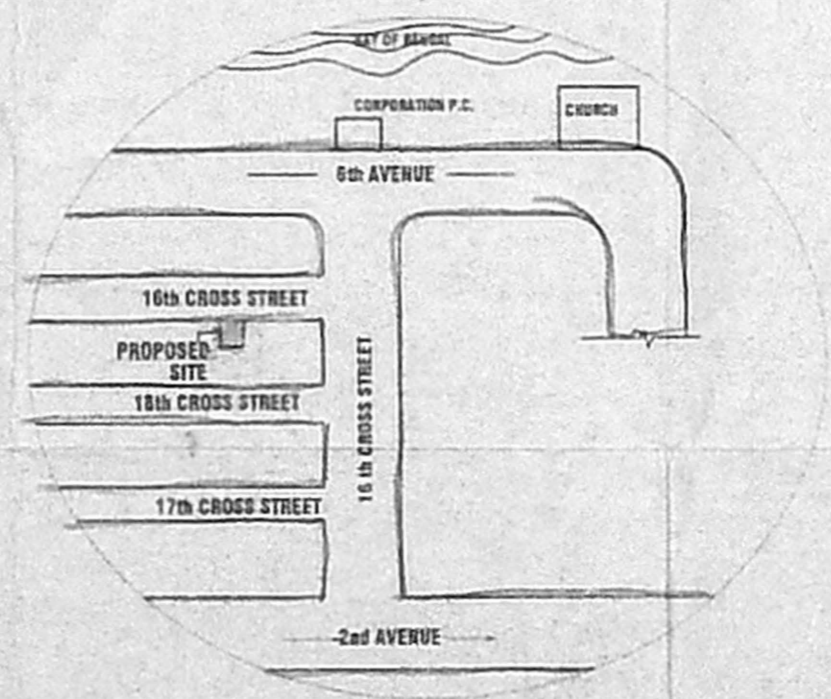 BAY OF BENGAL
CORPORATION P.C.
CHURCH
6th AVENUE
16th CROSS STREET
PROPOSED
SITE
18th CROSS STREET
16 th CROSS STREET
17th CROSS STREET
2nd AVENUE